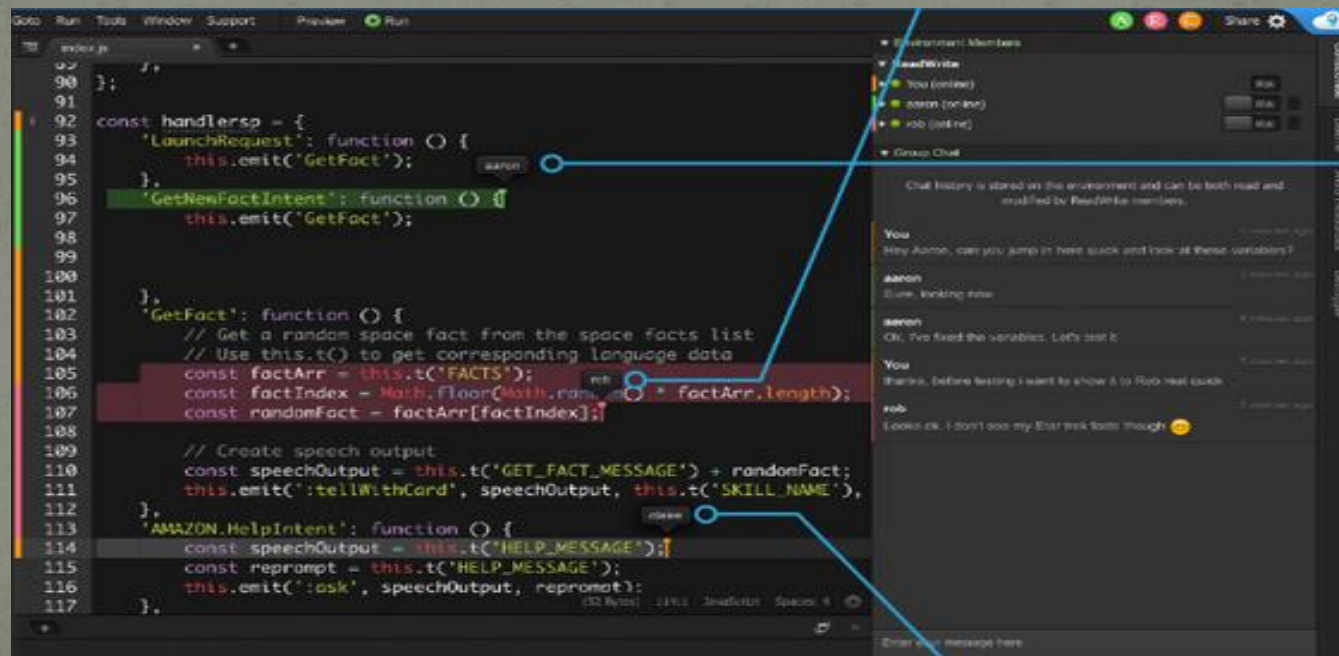 Goto Run Tools Window Support Preview Run
Share
index.js
89 },
90 };
91
92 const handlersp = {
93 'LaunchRequest': function () {
94 this.emit('GetFact');
aaron
95 },
96 'GetNewFactIntent': function () {
97 this.emit('GetFact');
98
99
100
101 },
102 'GetFact': function () {
103 // Get a random space fact from the space facts list
104 // Use this.t() to get corresponding language data
105 const factArr = this.t('FACTS');
rob
106 const factIndex = Math.floor(Math.random() * factArr.length);
107 const randomFact = factArr[factIndex];
108
109 // Create speech output
110 const speechOutput = this.t('GET_FACT_MESSAGE') + randomFact;
111 this.emit(':tellWithCard', speechOutput, this.t('SKILL_NAME'),
112 },
113 'AMAZON.HelpIntent': function () {
114 const speechOutput = this.t('HELP_MESSAGE');
115 const reprompt = this.t('HELP_MESSAGE');
116 this.emit(':ask', speechOutput, reprompt);
117 },
(52 Bytes) JavaScript Spaces: 4
Environment Members
ReadWrite
You (online)
aaron (online)
rob (online)
Group Chat
Chat history is stored on the environment and can be both read and
modified by ReadWrite members.
You
Hey Aaron, can you jump in here quick and look at these variables?
aaron
Sure, looking now
aaron
Ok, I've fixed the variables. Let's test it
You
thanks, before testing i want to show it to Rob real quick
rob
Looks ok, I don't see my Star trek facts though
Enter your message here